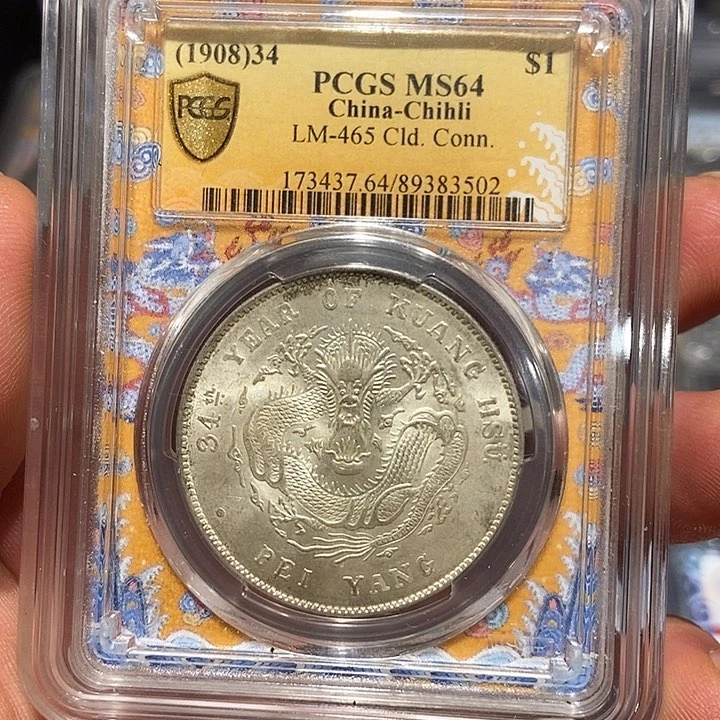 (1908)34 $1
PCGS
PCGS MS64
China-Chihli
LM-465 Cld. Conn.
173437.64/89383502
34th YEAR OF KUANG HSU
PEI YANG